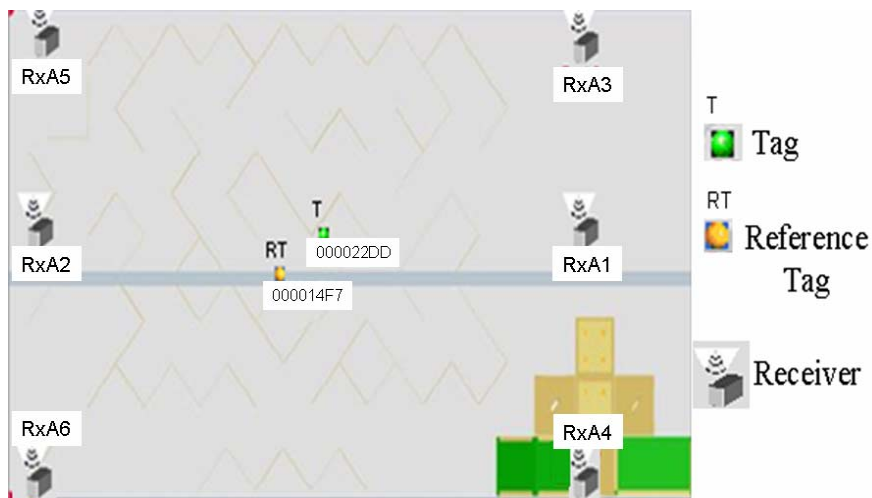 RxA5
RxA3
T
Tag
RT
Reference
Tag
T
000022DD
RT
RxA2
RxA1
000014F7
Receiver
RxA6
RxA4